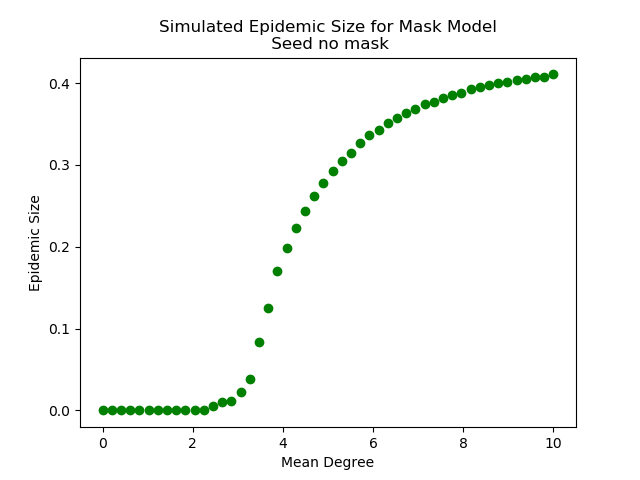 Simulated Epidemic Size for Mask Model
Seed no mask
Epidemic Size
0.4
0.3
0.2
0.1
0.0
0 2 4 6 8 10
Mean Degree